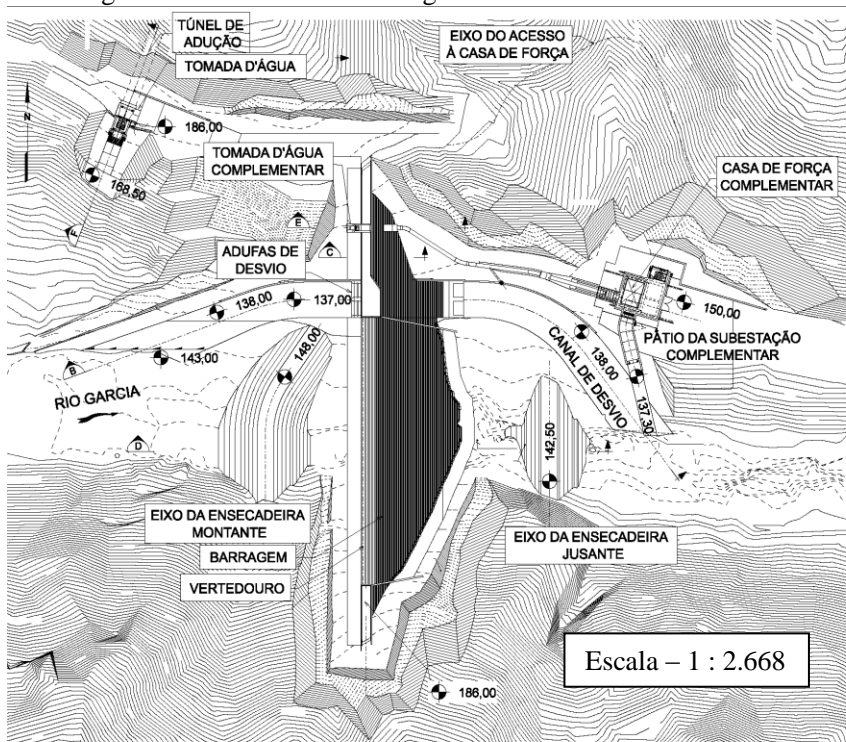 TÚNEL DE
ADUÇÃO
TOMADA D'ÁGUA
EIXO DO ACESSO
À CASA DE FORÇA
N
186,00
168,50
TOMADA D'ÁGUA
COMPLEMENTAR
CASA DE FORÇA
COMPLEMENTAR
F
E
C
ADUFAS DE
DESVIO
138,00
137,00
143,00
148,00
150,00
PÁTIO DA SUBESTAÇÃO
COMPLEMENTAR
CANAL DE DESVIO
138,00
137.30
B
RIO GARCIA
D
142,50
EIXO DA ENSECADEIRA
MONTANTE
BARRAGEM
VERTEDOURO
EIXO DA ENSECADEIRA
JUSANTE
Escala – 1 : 2.668
186,00